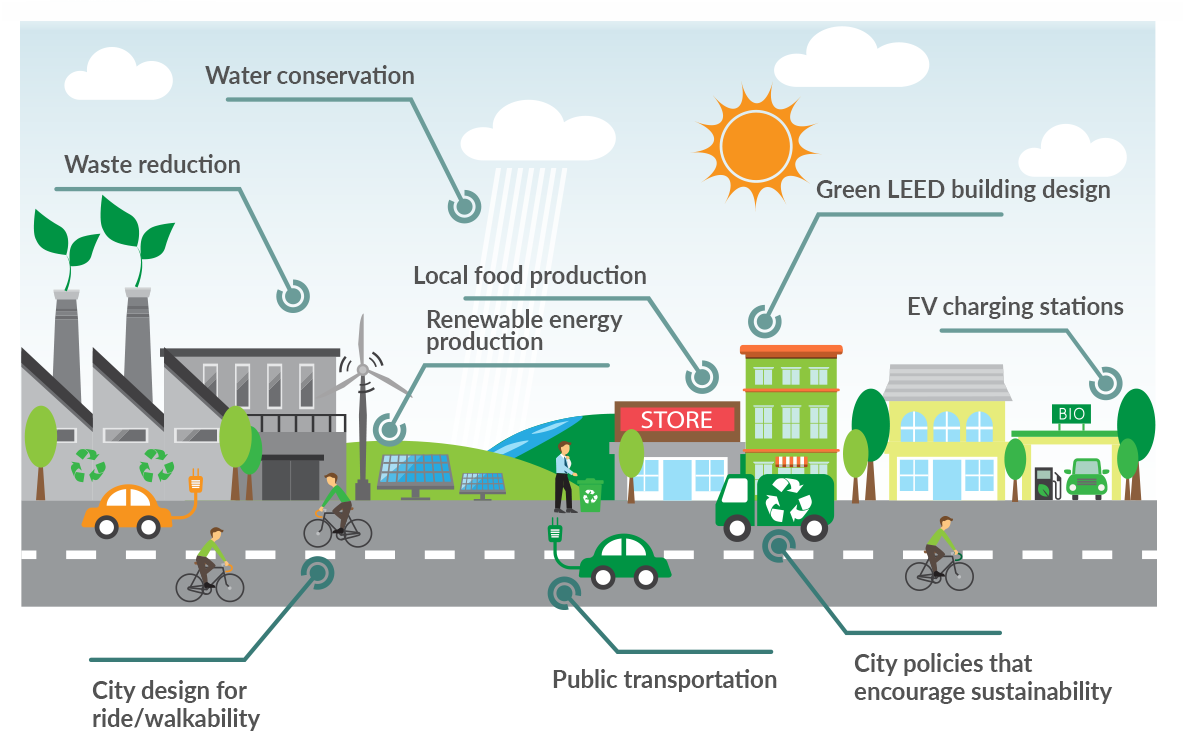 Water conservation
Waste reduction
Green LEED building design
Local food production
EV charging stations
Renewable energy
production
STORE
BIO
City design for
ride/walkability
Public transportation
City policies that
encourage sustainability